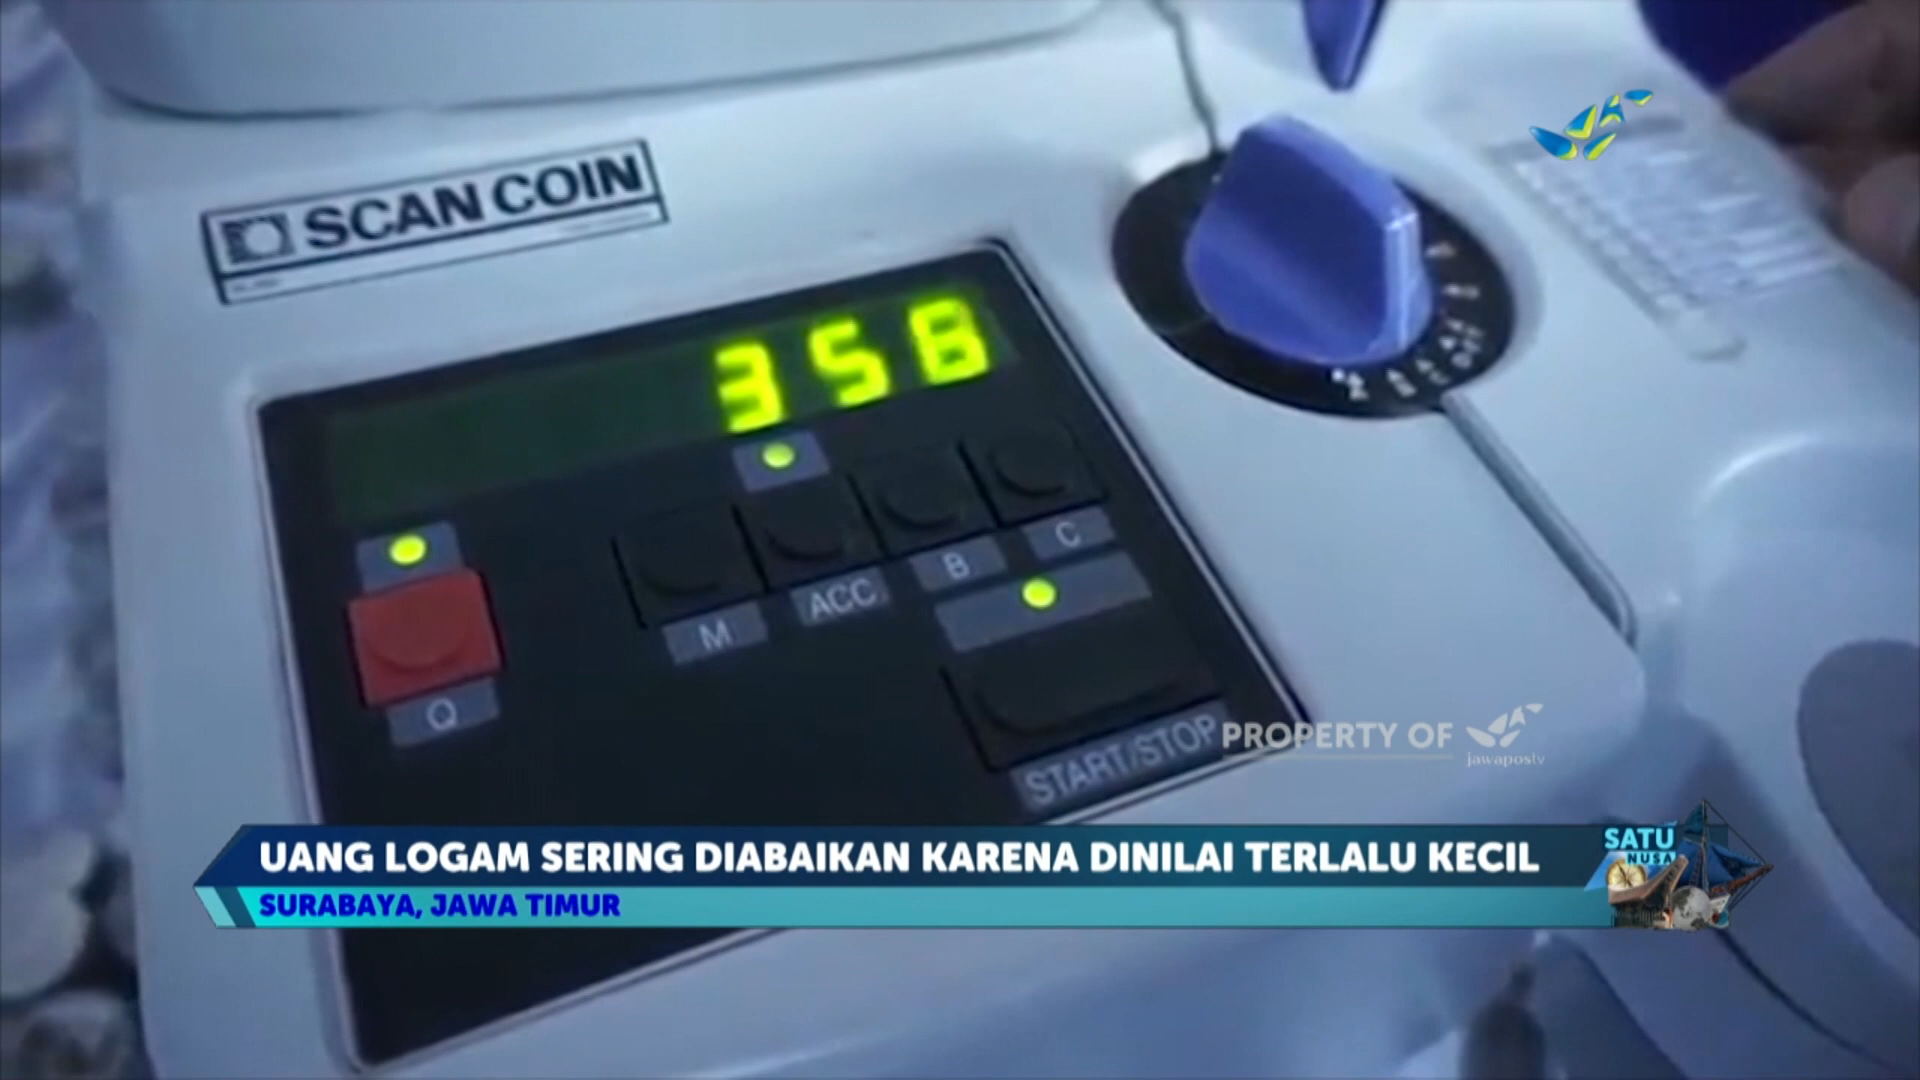 SCAN COIN
358
M
ACC
B
C
Q
START/STOP
PROPERTY OF
jawapostv
UANG LOGAM SERING DIABAIKAN KARENA DINILAI TERLALU KECIL
SURABAYA, JAWA TIMUR
SATU
NUSA